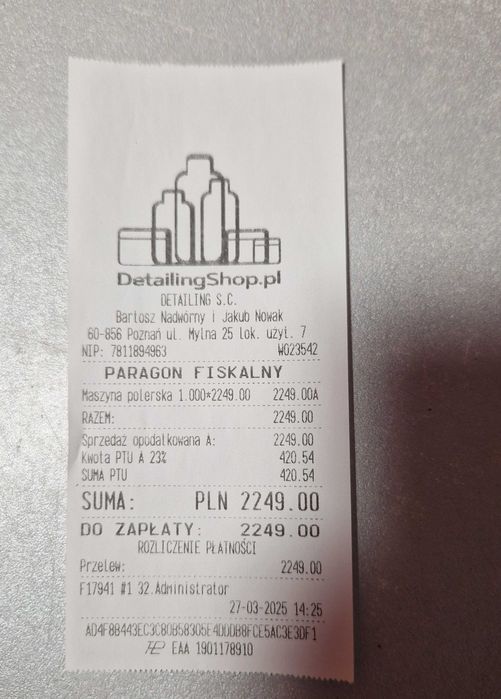 DetailingShop.pl
DETAILING S.C.
Bartosz Nadwórny i Jakub Nowak
60-856 Poznań ul. Mylna 25 lok. użyt. 7
NIP: 7811894963 W023542
PARAGON FISKALNY
Maszyna polerska 1.000*2249.00 2249.00A
RAZEM: 2249.00
Sprzedaż opodatkowana A: 2249.00
Kwota PTU A 23% 420.54
SUMA PTU 420.54
SUMA: PLN 2249.00
DO ZAPŁATY: 2249.00
ROZLICZENIE PŁATNOŚCI
Przelew: 2249.00
F17941 #1 32.Administrator
27-03-2025 14:25
EAA 1901178910